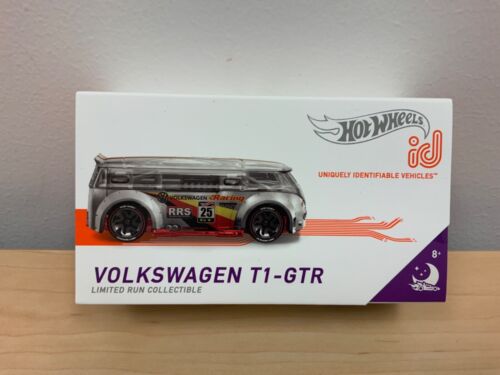 HOT WHEELS
id
UNIQUELY IDENTIFIABLE VEHICLES™
VOLKSWAGEN Racing
RRS
25
VOLKSWAGEN T1-GTR
LIMITED RUN COLLECTIBLE
8+